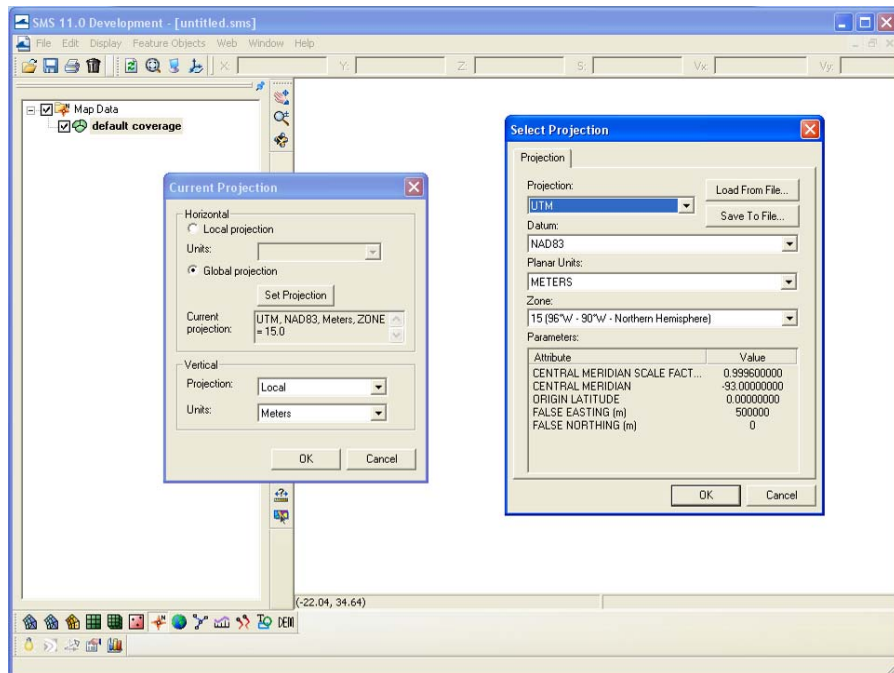 SMS 11.0 Development - [untitled.sms]
File Edit Display Feature Objects Web Window Help
X: Y: Z: S: Vx: Vy:
Map Data
default coverage
Current Projection
Horizontal
Local projection
Units:
Global projection
Set Projection
Current projection:
UTM, NAD83, Meters, ZONE
= 15.0
Vertical
Projection: Local
Units: Meters
OK Cancel
Select Projection
Projection
Projection:
UTM
Load From File...
Save To File...
Datum:
NAD83
Planar Units:
METERS
Zone:
15 (96°W - 90°W - Northern Hemisphere)
Parameters:
Attribute Value
CENTRAL MERIDIAN SCALE FACT... 0.999600000
CENTRAL MERIDIAN -93.00000000
ORIGIN LATITUDE 0.00000000
FALSE EASTING (m) 500000
FALSE NORTHING (m) 0
OK Cancel
(-22.04, 34.64)
DEM